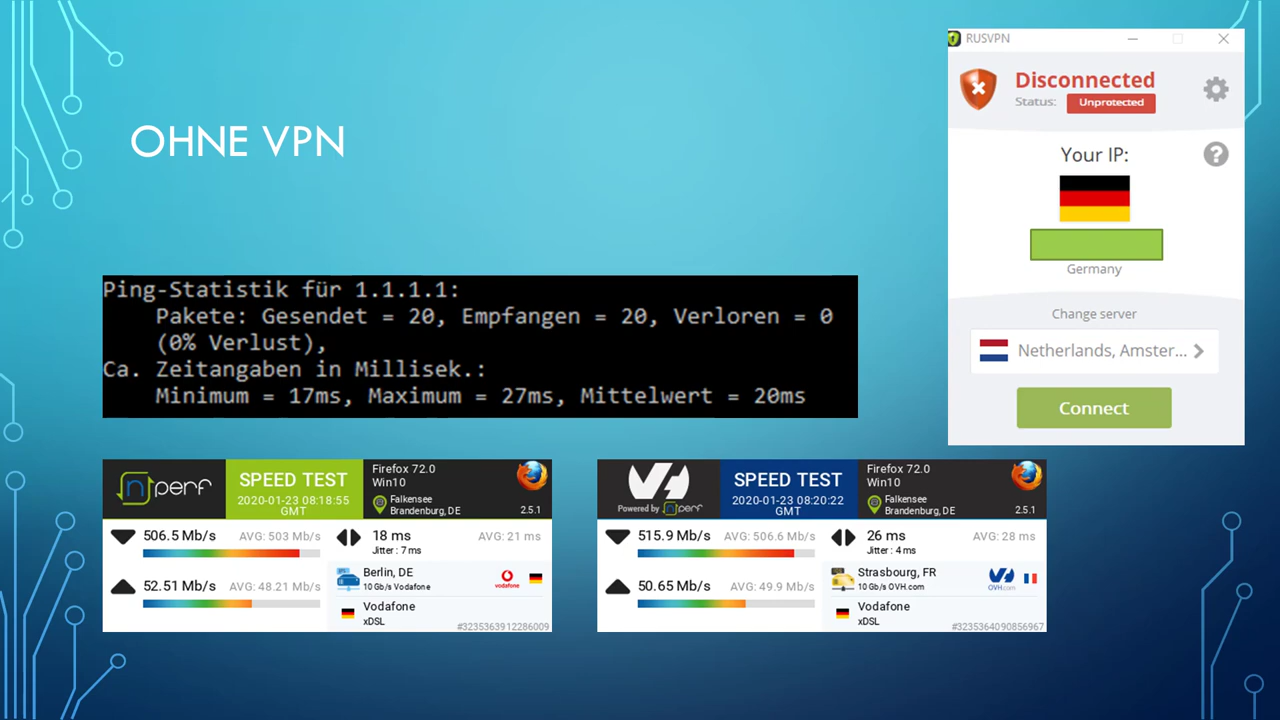 OHNE VPN
RUSVPN
Disconnected
Status: Unprotected
Your IP:
Germany
Change server
Netherlands, Amster...
Connect
Ping-Statistik für 1.1.1.1:
Pakete: Gesendet = 20, Empfangen = 20, Verloren = 0
(0% Verlust),
Ca. Zeitangaben in Millisek.:
Minimum = 17ms, Maximum = 27ms, Mittelwert = 20ms
nperf
SPEED TEST
2020-01-23 08:18:55
GMT
Firefox 72.0
Win10
Falkensee
Brandenburg, DE
2.5.1
506.5 Mb/s AVG: 503 Mb/s
18 ms AVG: 21 ms
Jitter : 7 ms
52.51 Mb/s AVG: 48.21 Mb/s
Berlin, DE
10 Gb/s Vodafone
vodafone
Vodafone
xDSL
#3235363912286009
Powered by nperf
SPEED TEST
2020-01-23 08:20:22
GMT
Firefox 72.0
Win10
Falkensee
Brandenburg, DE
2.5.1
515.9 Mb/s AVG: 506.6 Mb/s
26 ms AVG: 28 ms
Jitter : 4 ms
50.65 Mb/s AVG: 49.9 Mb/s
Strasbourg, FR
10 Gb/s OVH.com
OVH.com
Vodafone
xDSL
#3235364090856967